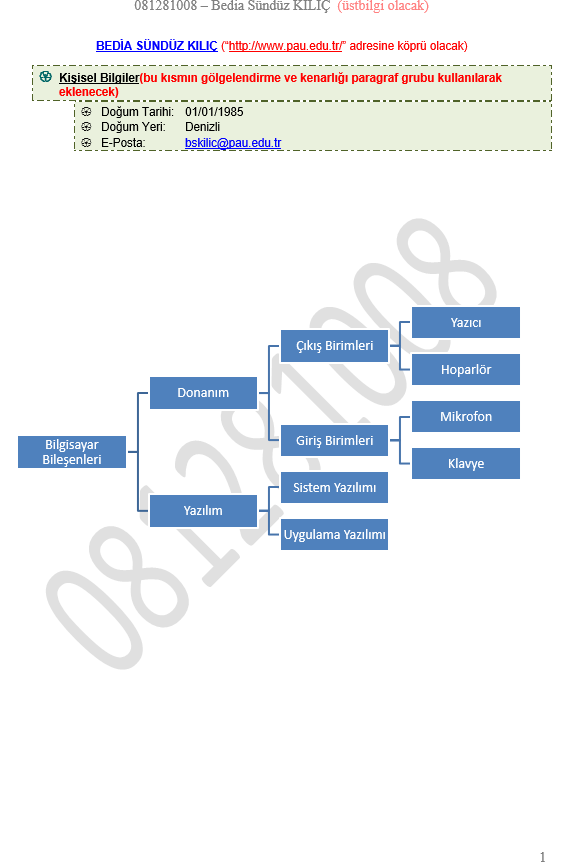 081281008 – Bedia Sündüz KILIÇ (üstbilgi olacak)
BEDİA SÜNDÜZ KILIÇ (“http://www.pau.edu.tr/” adresine köprü olacak)
Kişisel Bilgiler(bu kısmın gölgelendirme ve kenarlığı paragraf grubu kullanılarak
eklenecek)
Doğum Tarihi: 01/01/1985
Doğum Yeri: Denizli
E-Posta: bskilic@pau.edu.tr
081281008
Bilgisayar
Bileşenleri
Donanım
Çıkış Birimleri
Yazıcı
Hoparlör
Giriş Birimleri
Mikrofon
Klavye
Yazılım
Sistem Yazılımı
Uygulama Yazılımı
1